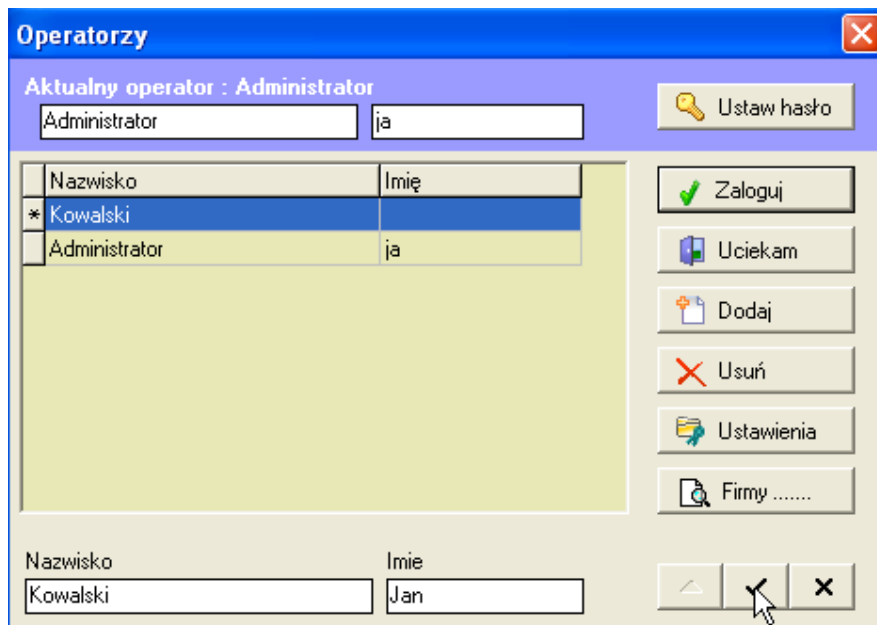 Operatorzy
Aktualny operator : Administrator
Administrator ja
Ustaw hasło
Nazwisko Imię
Zaloguj
* Kowalski
Administrator ja
Uciekam
Dodaj
Usuń
Ustawienia
Firmy .......
Nazwisko Imie
Kowalski Jan